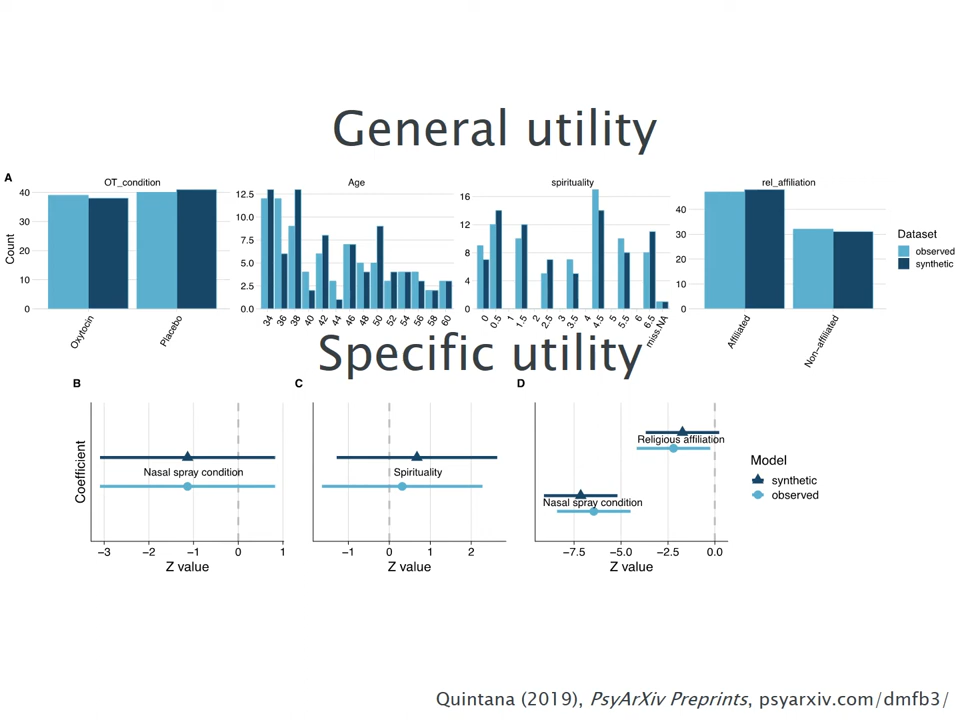 General utility
A
OT_condition
Age
spirituality
rel_affiliation
Count
40
30
20
10
0
Oxytocin
Placebo
12.5
10.0
7.5
5.0
2.5
0.0
34
36
38
40
42
44
46
48
50
52
54
56
58
60
16
12
8
4
0
0
0.5
1
1.5
2
2.5
3
3.5
4
4.5
5
5.5
6
6.5
miss.NA
40
30
20
10
0
Affiliated
Non−affiliated
Dataset
observed
synthetic
Specific utility
B
Coefficient
Nasal spray condition
−3 −2 −1 0 1
Z value
C
Spirituality
−1 0 1 2
Z value
D
Religious affiliation
Nasal spray condition
−7.5 −5.0 −2.5 0.0
Z value
Model
synthetic
observed
Quintana (2019), PsyArXiv Preprints, psyarxiv.com/dmfb3/